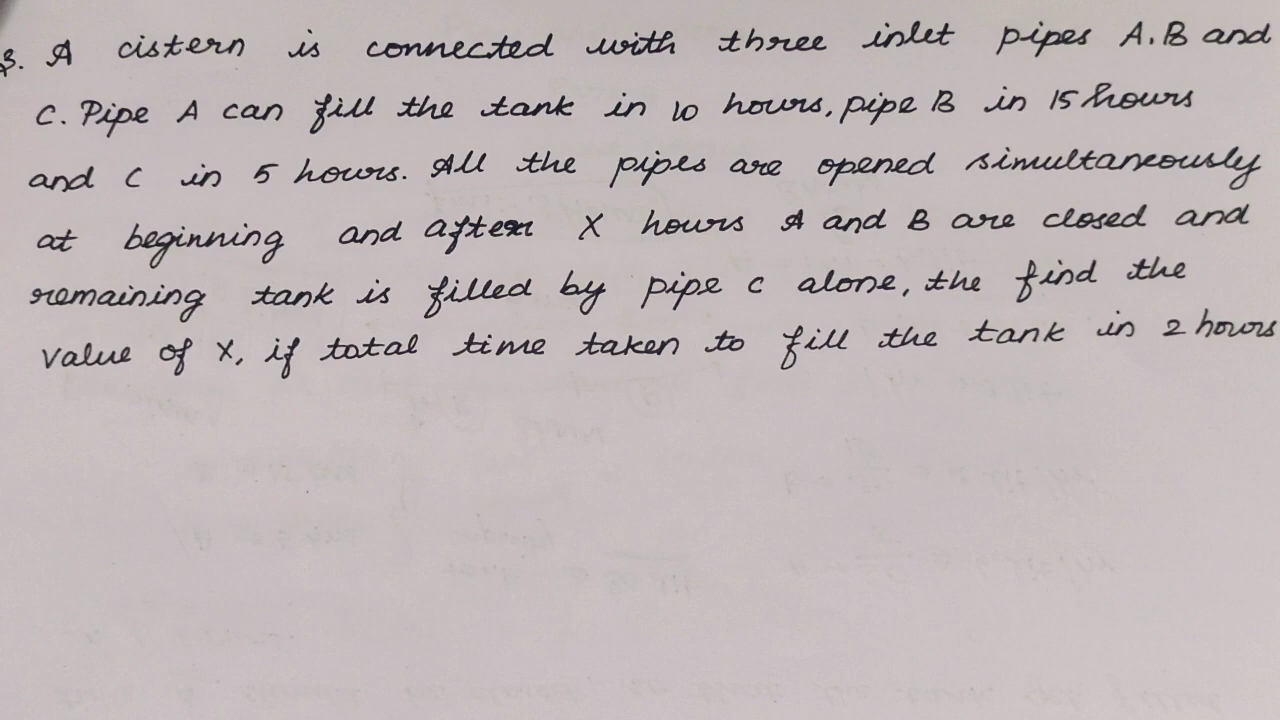 3. A cistern is connected with three inlet pipes A.B and
C. Pipe A can fill the tank in 10 hours, pipe B in 15 hours
and C in 5 hours. All the pipes are opened simultaneously
at beginning and after X hours A and B are closed and
remaining tank is filled by pipe C alone, the find the
value of X, if total time taken to fill the tank in 2 hours